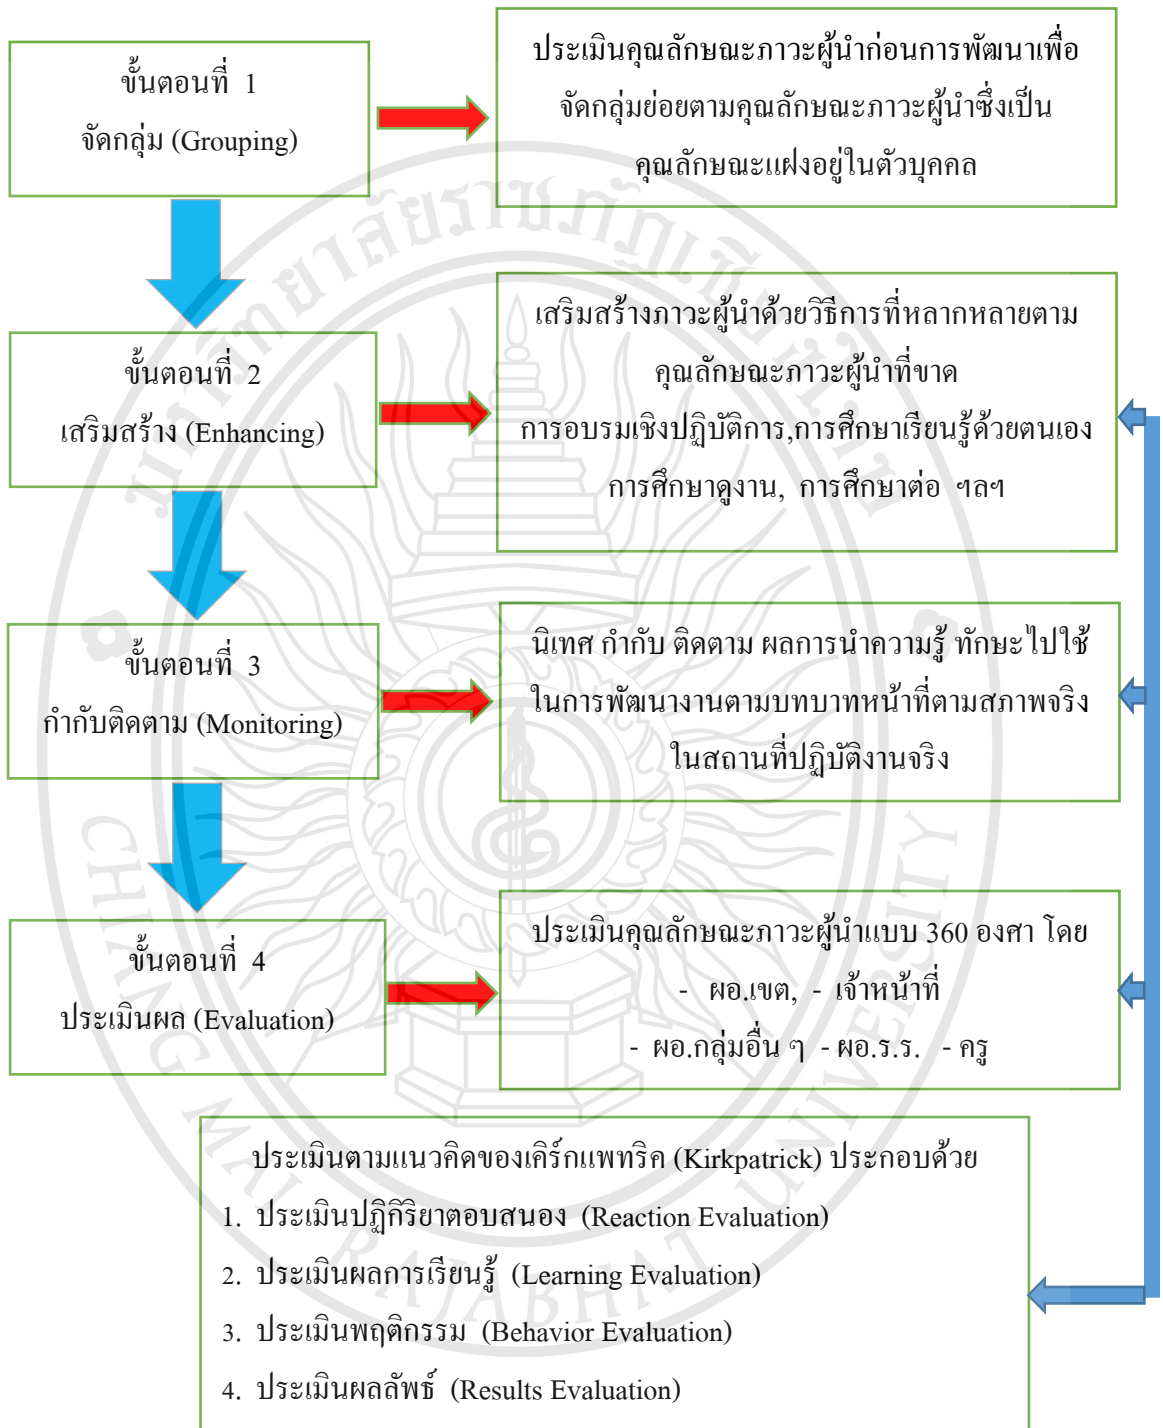 ขั้นตอนที่ 1
จัดกลุ่ม (Grouping)
ประเมินคุณลักษณะภาวะผู้นำก่อนการพัฒนาเพื่อ
จัดกลุ่มย่อยตามคุณลักษณะภาวะผู้นำซึ่งเป็น
คุณลักษณะแฝงอยู่ในตัวบุคคล
ขั้นตอนที่ 2
เสริมสร้าง (Enhancing)
เสริมสร้างภาวะผู้นำด้วยวิธีการที่หลากหลายตาม
คุณลักษณะภาวะผู้นำที่ขาด
การอบรมเชิงปฏิบัติการ,การศึกษาเรียนรู้ด้วยตนเอง
การศึกษาดูงาน, การศึกษาต่อ ฯลฯ
ขั้นตอนที่ 3
กำกับติดตาม (Monitoring)
นิเทศ กำกับ ติดตาม ผลการนำความรู้ ทักษะไปใช้
ในการพัฒนางานตามบทบาทหน้าที่ตามสภาพจริง
ในสถานที่ปฏิบัติงานจริง
ขั้นตอนที่ 4
ประเมินผล (Evaluation)
ประเมินคุณลักษณะภาวะผู้นำแบบ 360 องศา โดย
- ผอ.เขต, - เจ้าหน้าที่
- ผอ.กลุ่มอื่น ๆ - ผอ.ร.ร. - ครู
ประเมินตามแนวคิดของเคิร์กแพทริค (Kirkpatrick) ประกอบด้วย
1. ประเมินปฏิกิริยาตอบสนอง (Reaction Evaluation)
2. ประเมินผลการเรียนรู้ (Learning Evaluation)
3. ประเมินพฤติกรรม (Behavior Evaluation)
4. ประเมินผลลัพธ์ (Results Evaluation)
มหาวิทยาลัยราชภัฏเชียงใหม่
CHIANG MAI RAJABHAT UNIVERSITY